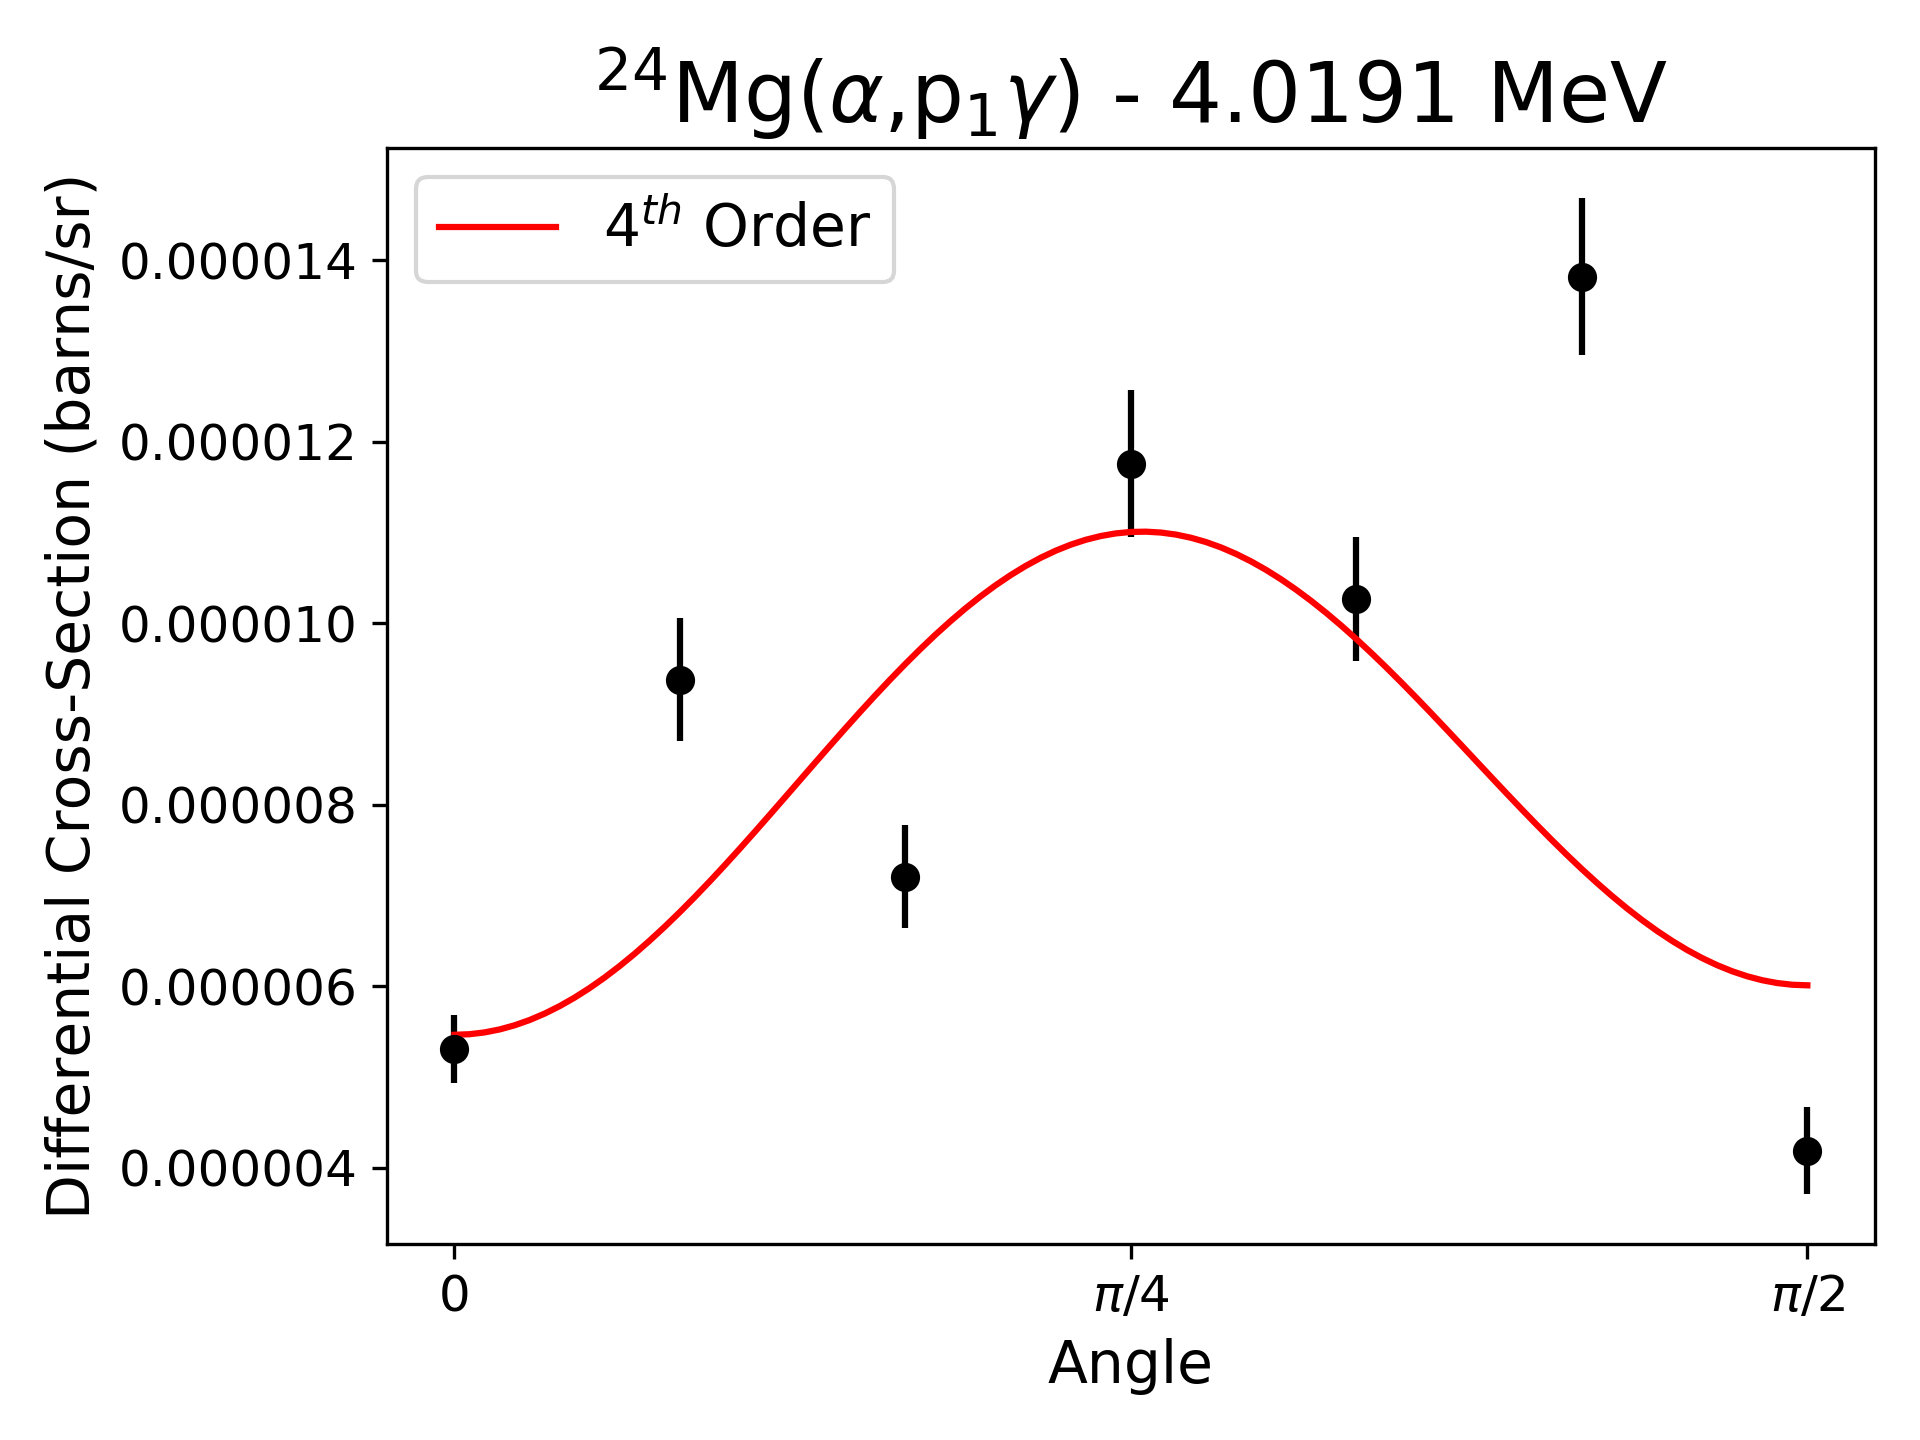 ²⁴Mg(α,p₁γ) - 4.0191 MeV
4ᵗʰ Order
Differential Cross-Section (barns/sr)
0.000014
0.000012
0.000010
0.000008
0.000006
0.000004
0 π/4 π/2
Angle